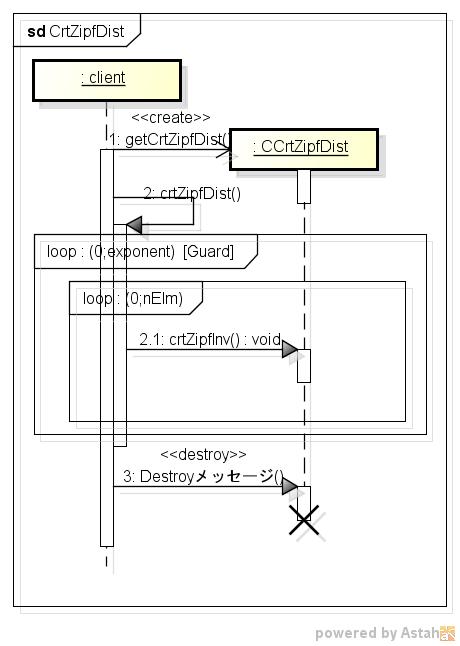 sd CrtZipfDist
: client
<<create>>
1: getCrtZipfDist()
: CCrtZipfDist
2: crtZipfDist()
loop : (0;exponent) [Guard]
loop : (0;nElm)
2.1: crtZipfInv() : void
<<destroy>>
3: Destroyメッセージ()
powered by Astah